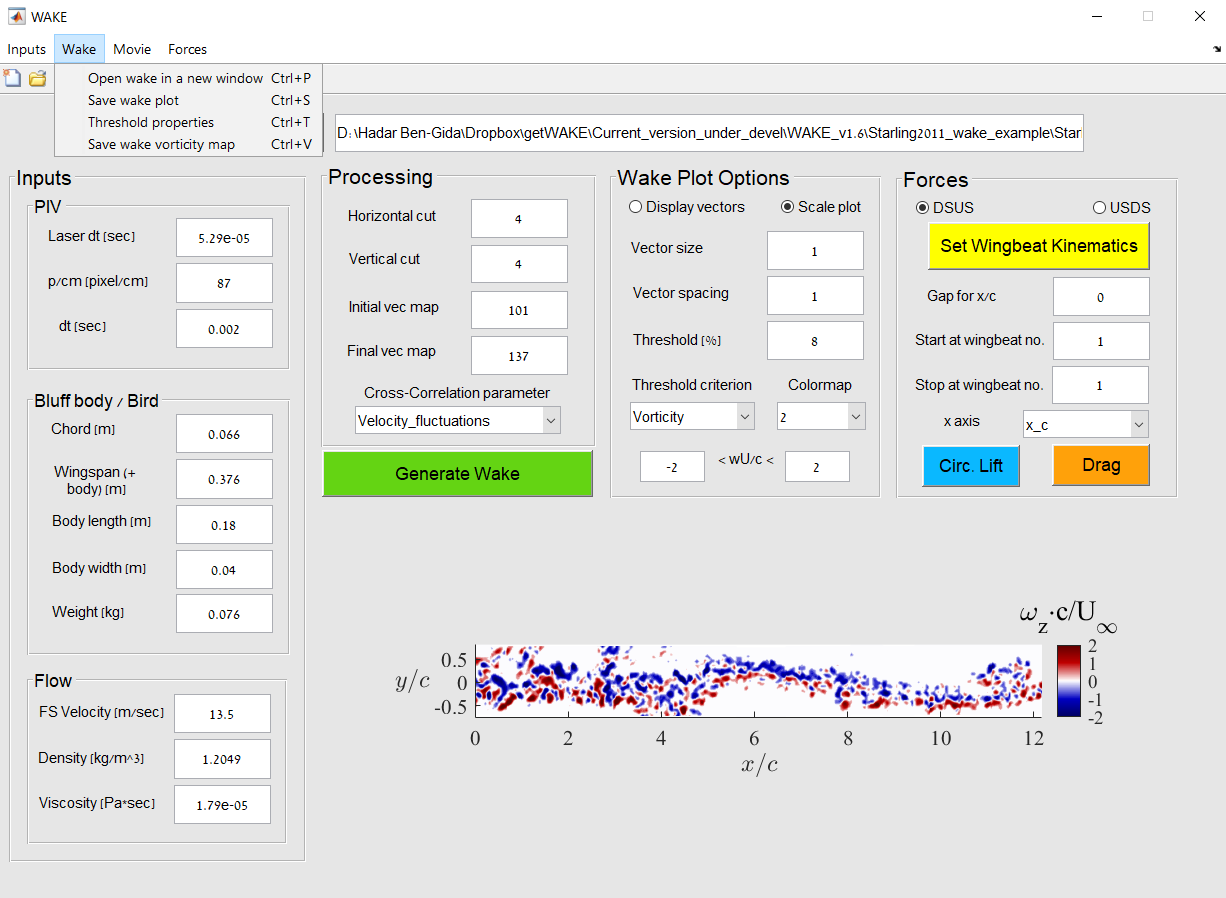 WAKE
Inputs Wake Movie Forces
Open wake in a new window Ctrl+P
Save wake plot Ctrl+S
Threshold properties Ctrl+T
Save wake vorticity map Ctrl+V
D:\Hadar Ben-Gida\Dropbox\getWAKE\Current_version_under_devel\WAKE_v1.6\Starling2011_wake_example\Star
Inputs
PIV
Laser dt [sec] 5.29e-05
p/cm [pixel/cm] 87
dt [sec] 0.002
Bluff body / Bird
Chord [m] 0.066
Wingspan (+
body) [m] 0.376
Body length [m] 0.18
Body width [m] 0.04
Weight [kg] 0.076
Flow
FS Velocity [m/sec] 13.5
Density [kg/m^3] 1.2049
Viscosity [Pa*sec] 1.79e-05
Processing
Horizontal cut 4
Vertical cut 4
Initial vec map 101
Final vec map 137
Cross-Correlation parameter
Velocity_fluctuations
Generate Wake
Wake Plot Options
Display vectors Scale plot
Vector size 1
Vector spacing 1
Threshold [%] 8
Threshold criterion Colormap
Vorticity 2
-2 < wU/c < 2
Forces
DSUS USDS
Set Wingbeat Kinematics
Gap for x/c 0
Start at wingbeat no. 1
Stop at wingbeat no. 1
x axis x_c
Circ. Lift Drag
ω_z·c/U_∞
y/c
0.5
0
-0.5
0 2 4 6 8 10 12
x/c
2
1
0
-1
-2